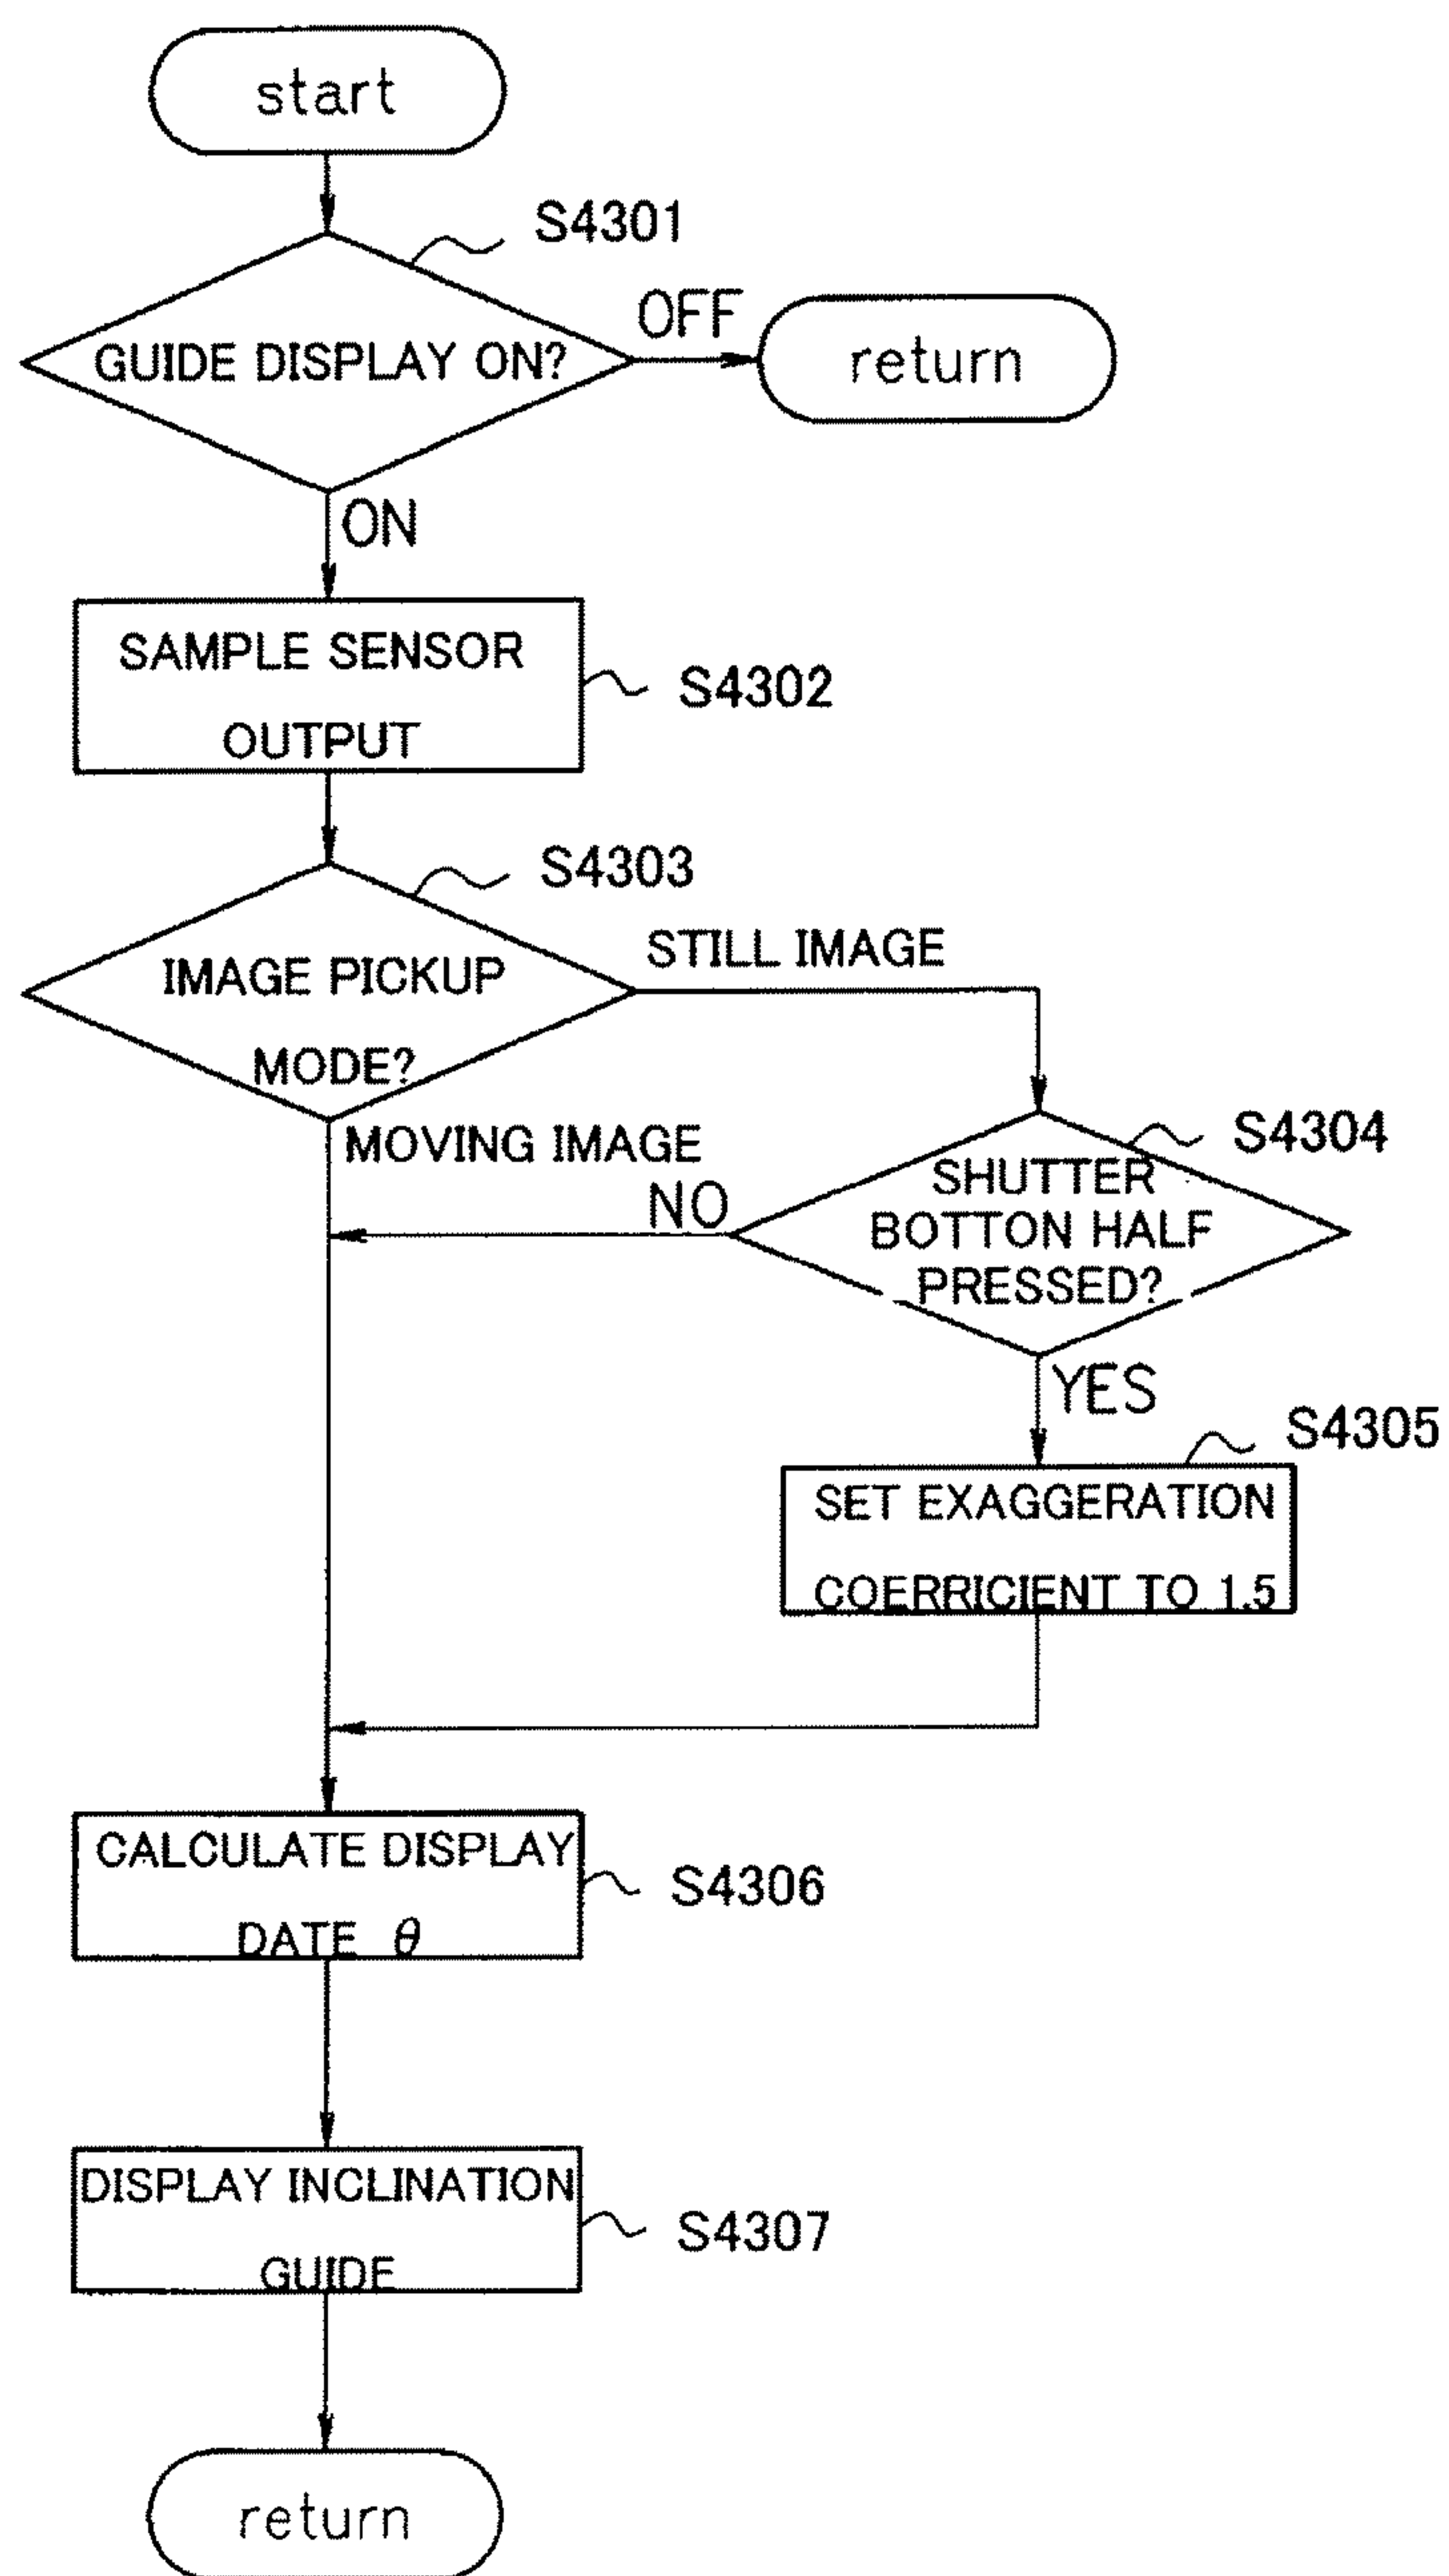 start
S4301
GUIDE DISPLAY ON?
OFF
return
ON
SAMPLE SENSOR
OUTPUT
S4302
S4303
IMAGE PICKUP
MODE?
STILL IMAGE
MOVING IMAGE
S4304
SHUTTER
BOTTON HALF
PRESSED?
NO
YES
S4305
SET EXAGGERATION
COERRICIENT TO 1.5
CALCULATE DISPLAY
DATE θ
S4306
DISPLAY INCLINATION
GUIDE
S4307
return